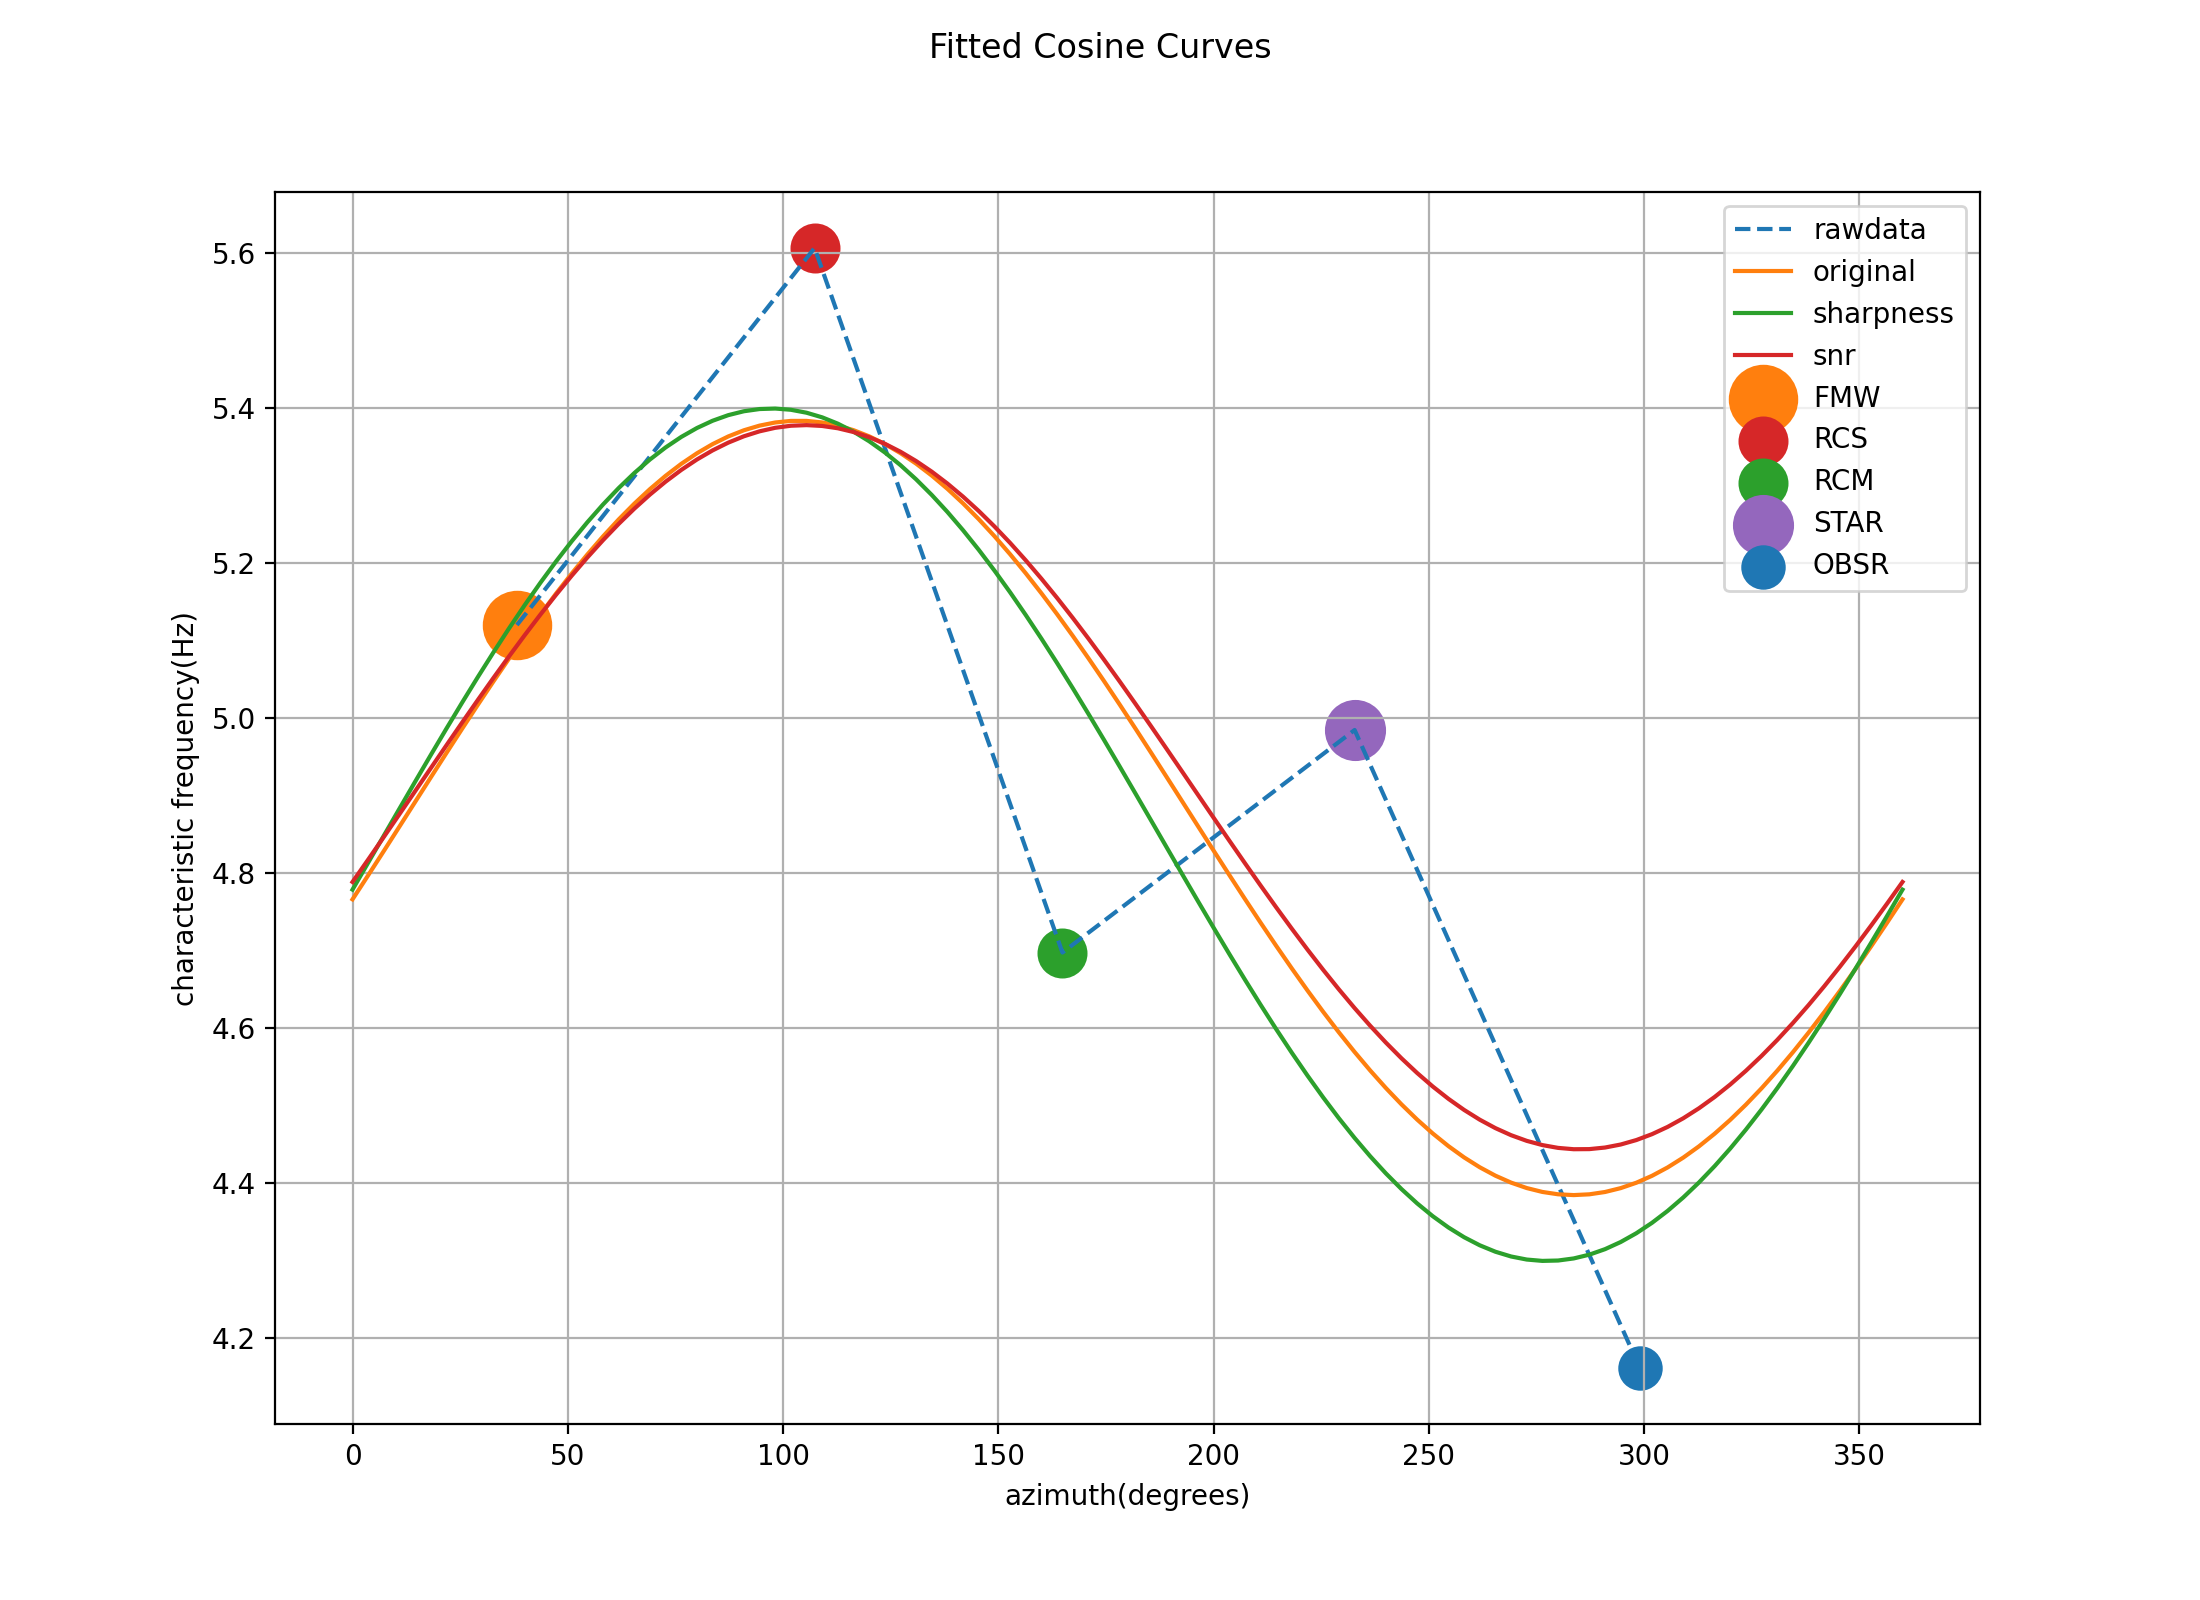 Fitted Cosine Curves
rawdata
original
sharpness
snr
FMW
RCS
RCM
STAR
OBSR
5.6
5.4
5.2
5.0
4.8
4.6
4.4
4.2
characteristic frequency(Hz)
0 50 100 150 200 250 300 350
azimuth(degrees)